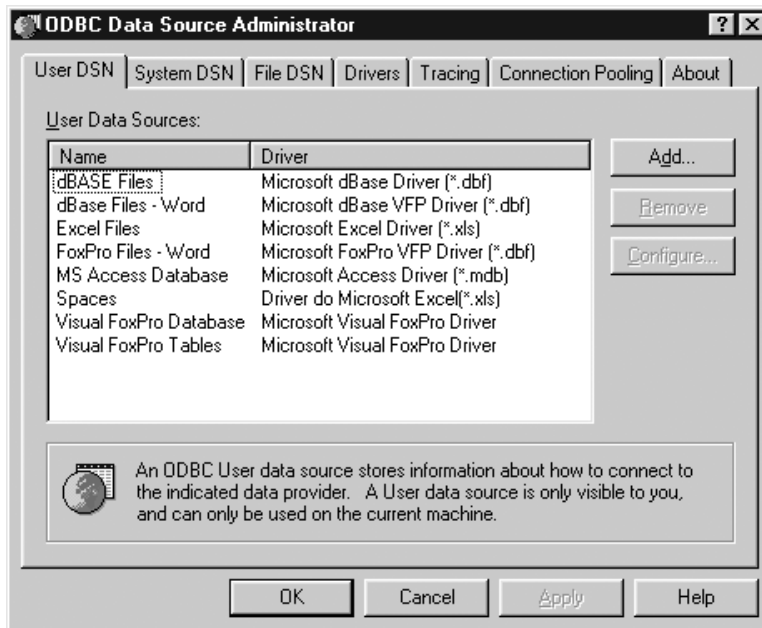 ODBC Data Source Administrator
? X
User DSN System DSN File DSN Drivers Tracing Connection Pooling About
User Data Sources:
Name Driver
dBASE Files Microsoft dBase Driver (*.dbf)
dBase Files - Word Microsoft dBase VFP Driver (*.dbf)
Excel Files Microsoft Excel Driver (*.xls)
FoxPro Files - Word Microsoft FoxPro VFP Driver (*.dbf)
MS Access Database Microsoft Access Driver (*.mdb)
Spaces Driver do Microsoft Excel(*.xls)
Visual FoxPro Database Microsoft Visual FoxPro Driver
Visual FoxPro Tables Microsoft Visual FoxPro Driver
Add...
Remove
Configure...
An ODBC User data source stores information about how to connect to
the indicated data provider. A User data source is only visible to you,
and can only be used on the current machine.
OK Cancel Apply Help